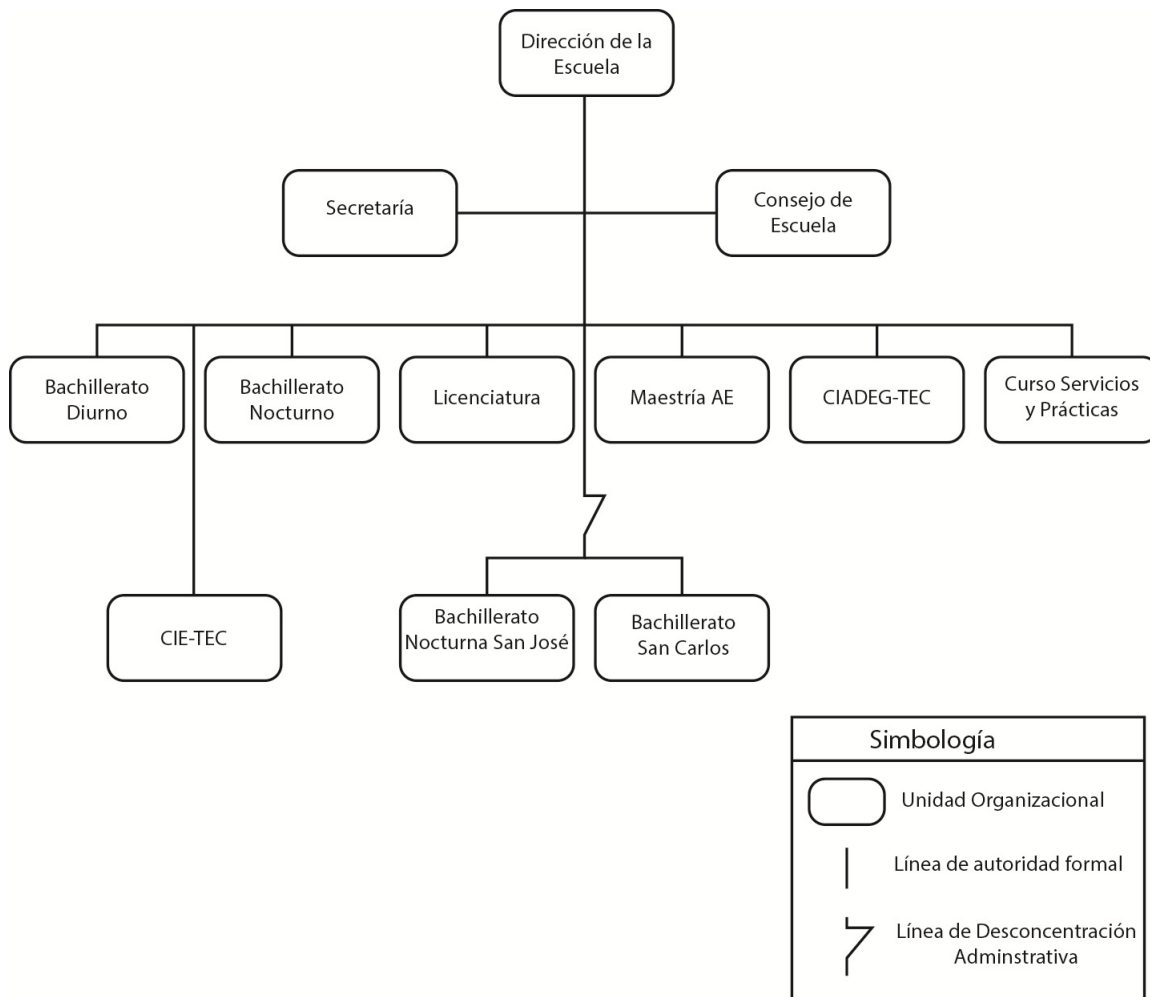 Dirección de la
Escuela
Secretaría
Consejo de
Escuela
Bachillerato
Diurno
Bachillerato
Nocturno
Licenciatura
Maestría AE
CIADEG-TEC
Curso Servicios
y Prácticas
CIE-TEC
Bachillerato
Nocturna San José
Bachillerato
San Carlos
Simbología
Unidad Organizacional
Línea de autoridad formal
Línea de Desconcentración
Adminstrativa